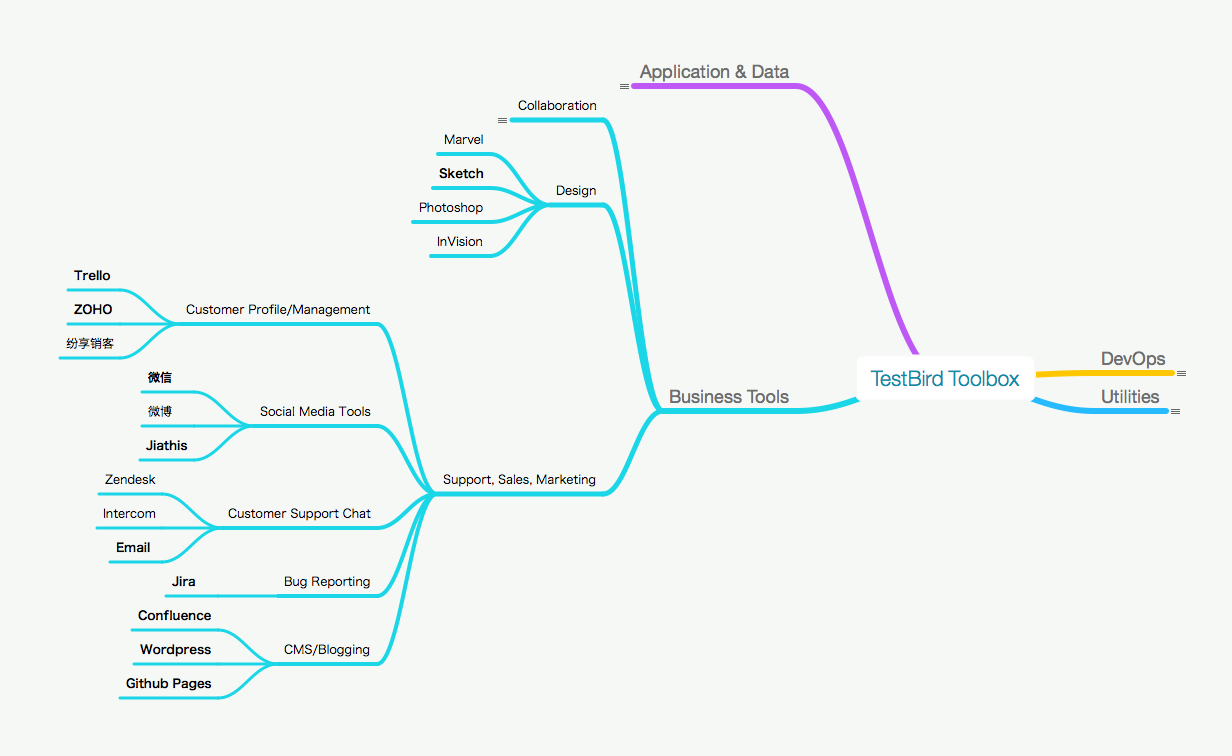 Application & Data
Collaboration
Marvel
Sketch
Design
Photoshop
InVision
Trello
ZOHO
Customer Profile/Management
纷享销客
微信
微博
Social Media Tools
Jiathis
Zendesk
Intercom
Customer Support Chat
Email
Jira
Bug Reporting
Confluence
Wordpress
CMS/Blogging
Github Pages
Support, Sales, Marketing
Business Tools
TestBird Toolbox
DevOps
Utilities